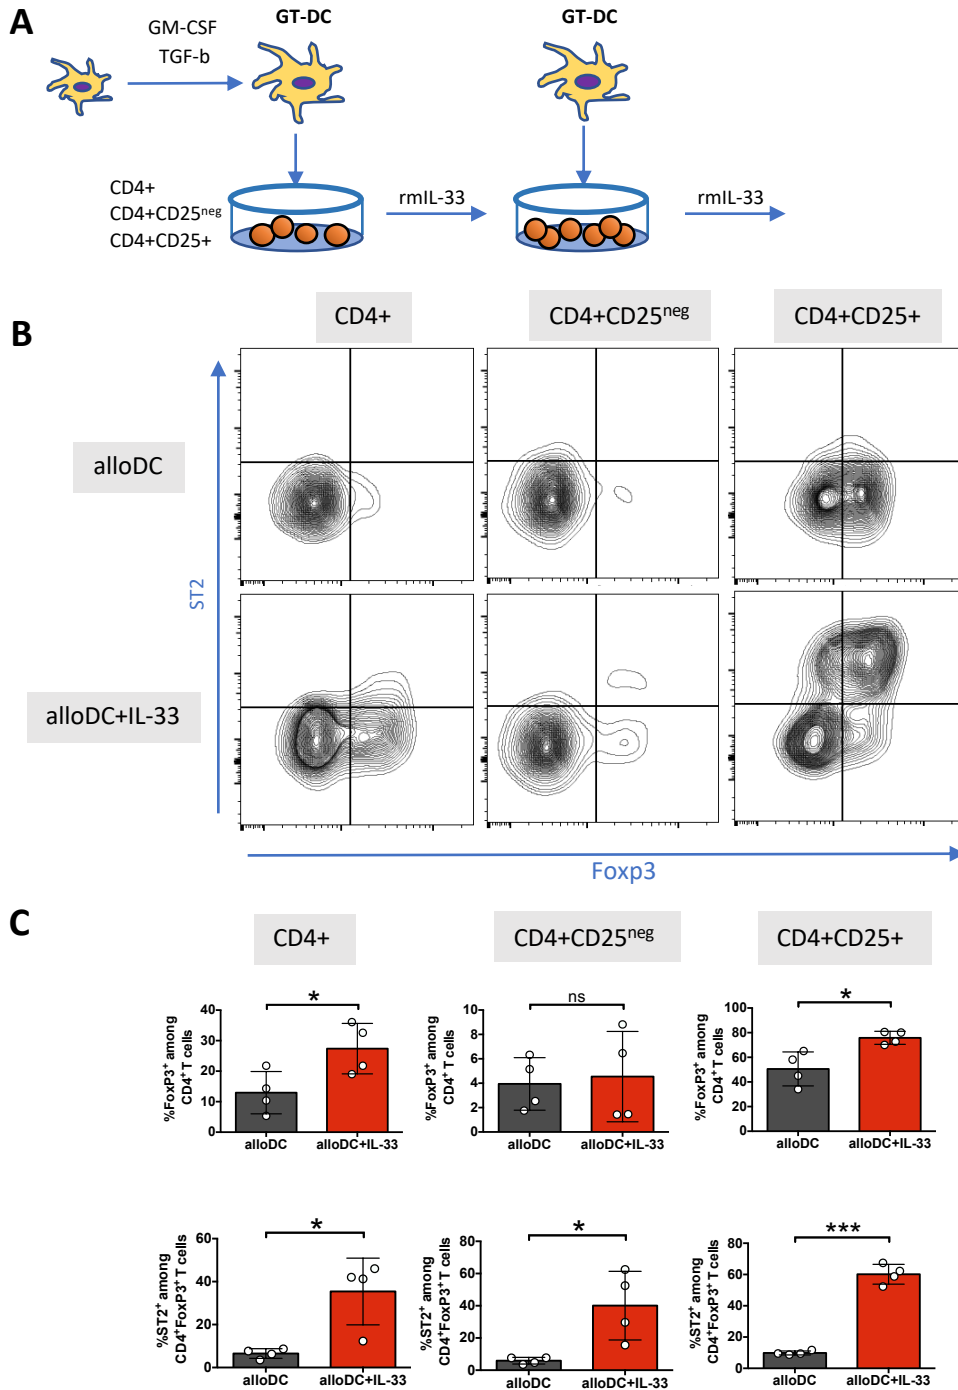 A
GM-CSF
TGF-b
GT-DC
GT-DC
CD4+
CD4+CD25neg
CD4+CD25+
rmIL-33
rmIL-33
B
CD4+
CD4+CD25neg
CD4+CD25+
alloDC
alloDC+IL-33
ST2
Foxp3
C
CD4+
CD4+CD25neg
CD4+CD25+
%FoxP3+ among
CD4+ T cells
40
30
20
10
0
*
alloDC
alloDC+IL-33
%FoxP3+ among
CD4+ T cells
10
8
6
4
2
0
ns
alloDC
alloDC+IL-33
%FoxP3+ among
CD4+ T cells
100
80
60
40
20
0
*
alloDC
alloDC+IL-33
%ST2+ among
CD4+FoxP3+ T cells
60
40
20
0
*
alloDC
alloDC+IL-33
%ST2+ among
CD4+FoxP3+ T cells
80
60
40
20
0
*
alloDC
alloDC+IL-33
%ST2+ among
CD4+FoxP3+ T cells
80
60
40
20
0
***
alloDC
alloDC+IL-33